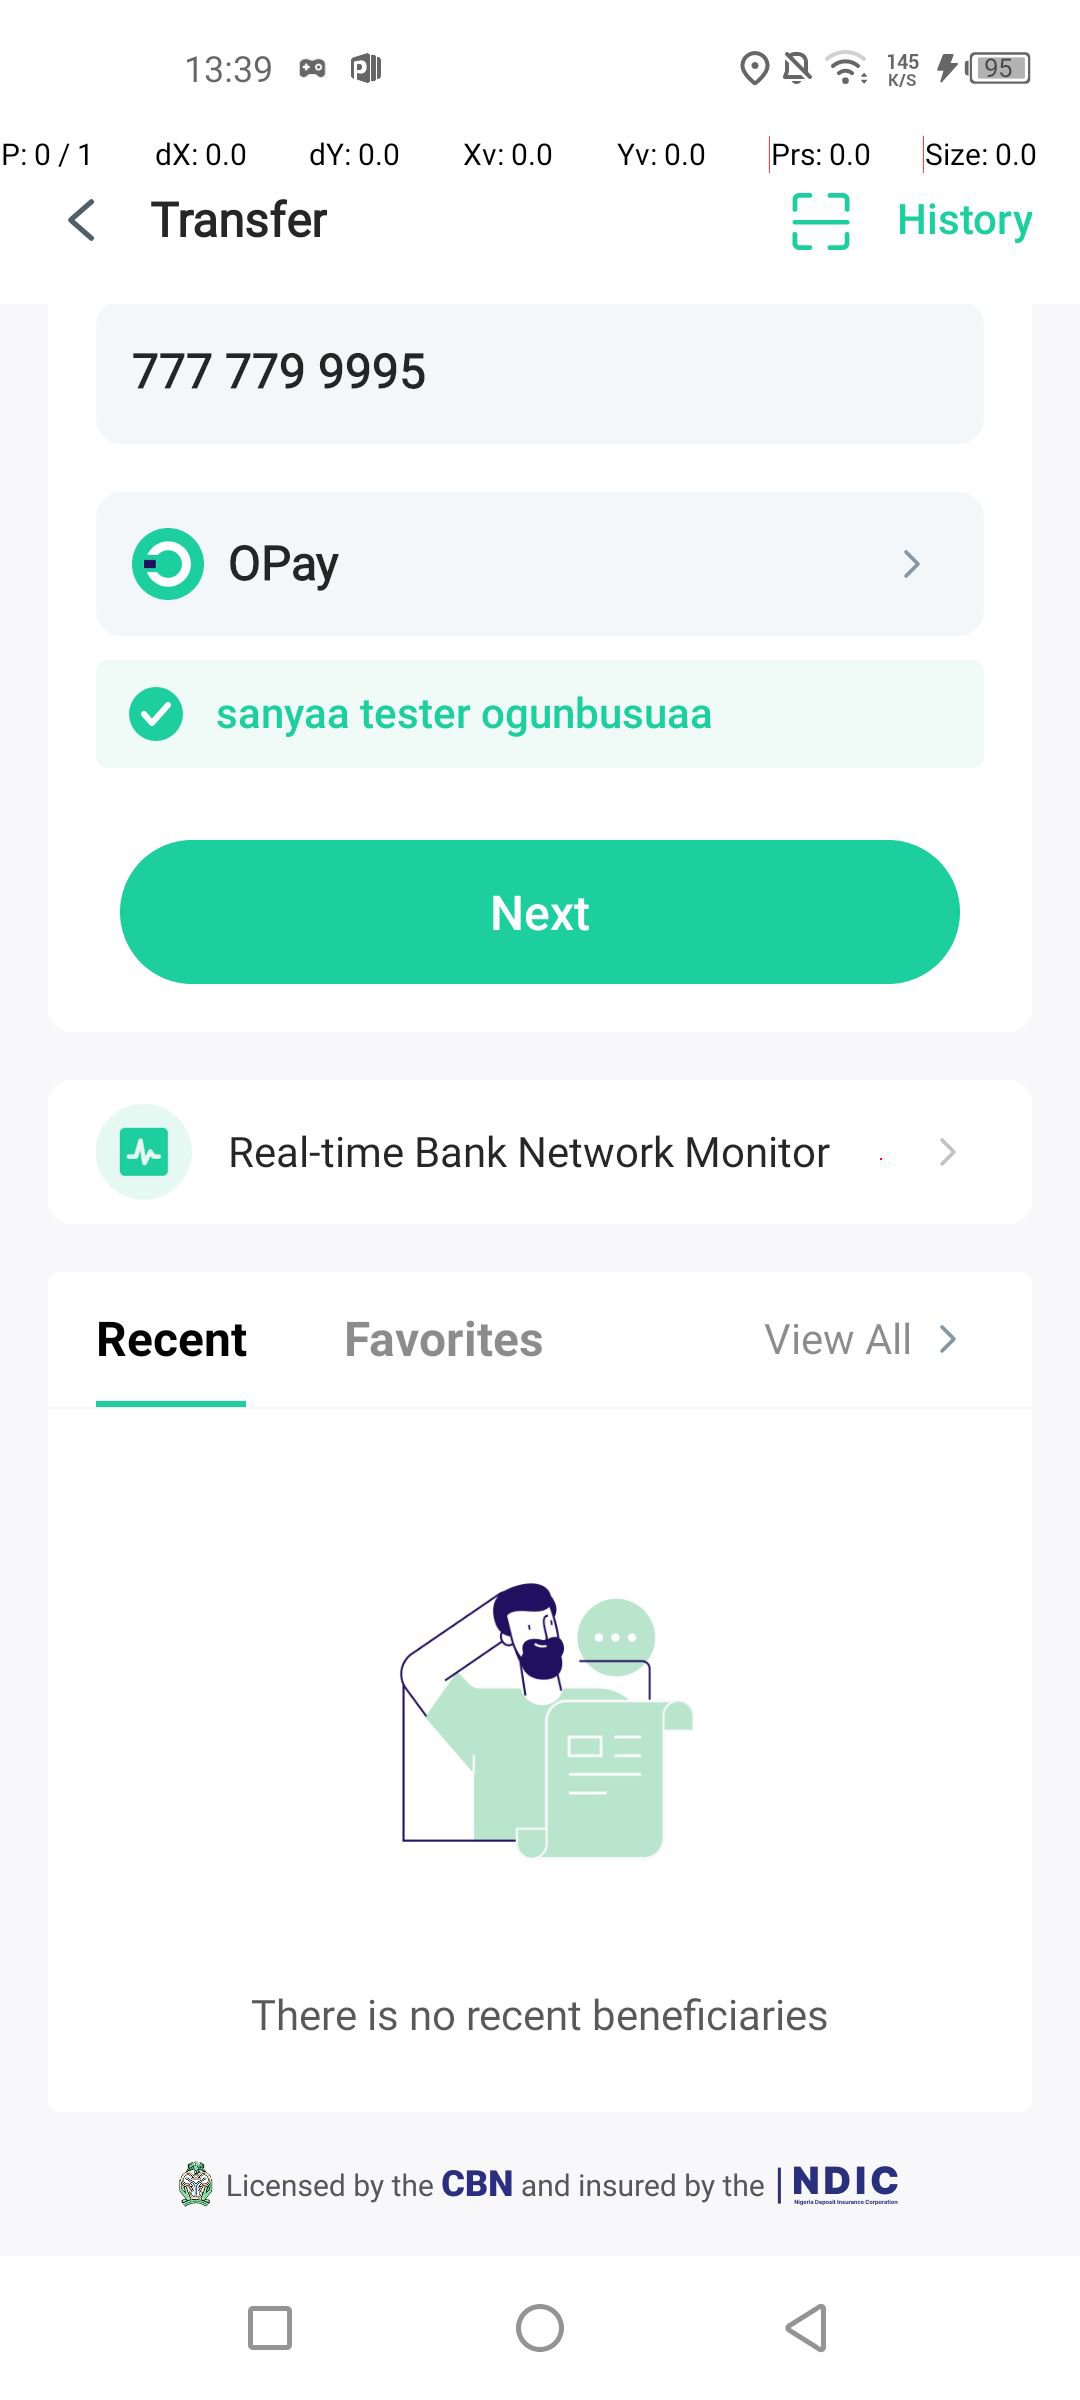 13:39 145 K/S 95
P: 0 / 1 dX: 0.0 dY: 0.0 Xv: 0.0 Yv: 0.0 Prs: 0.0 Size: 0.0
Transfer History
777 779 9995
OPay
sanyaa tester ogunbusuaa
Next
Real-time Bank Network Monitor
Recent Favorites View All
There is no recent beneficiaries
Licensed by the CBN and insured by the NDIC
Nigeria Deposit Insurance Corporation